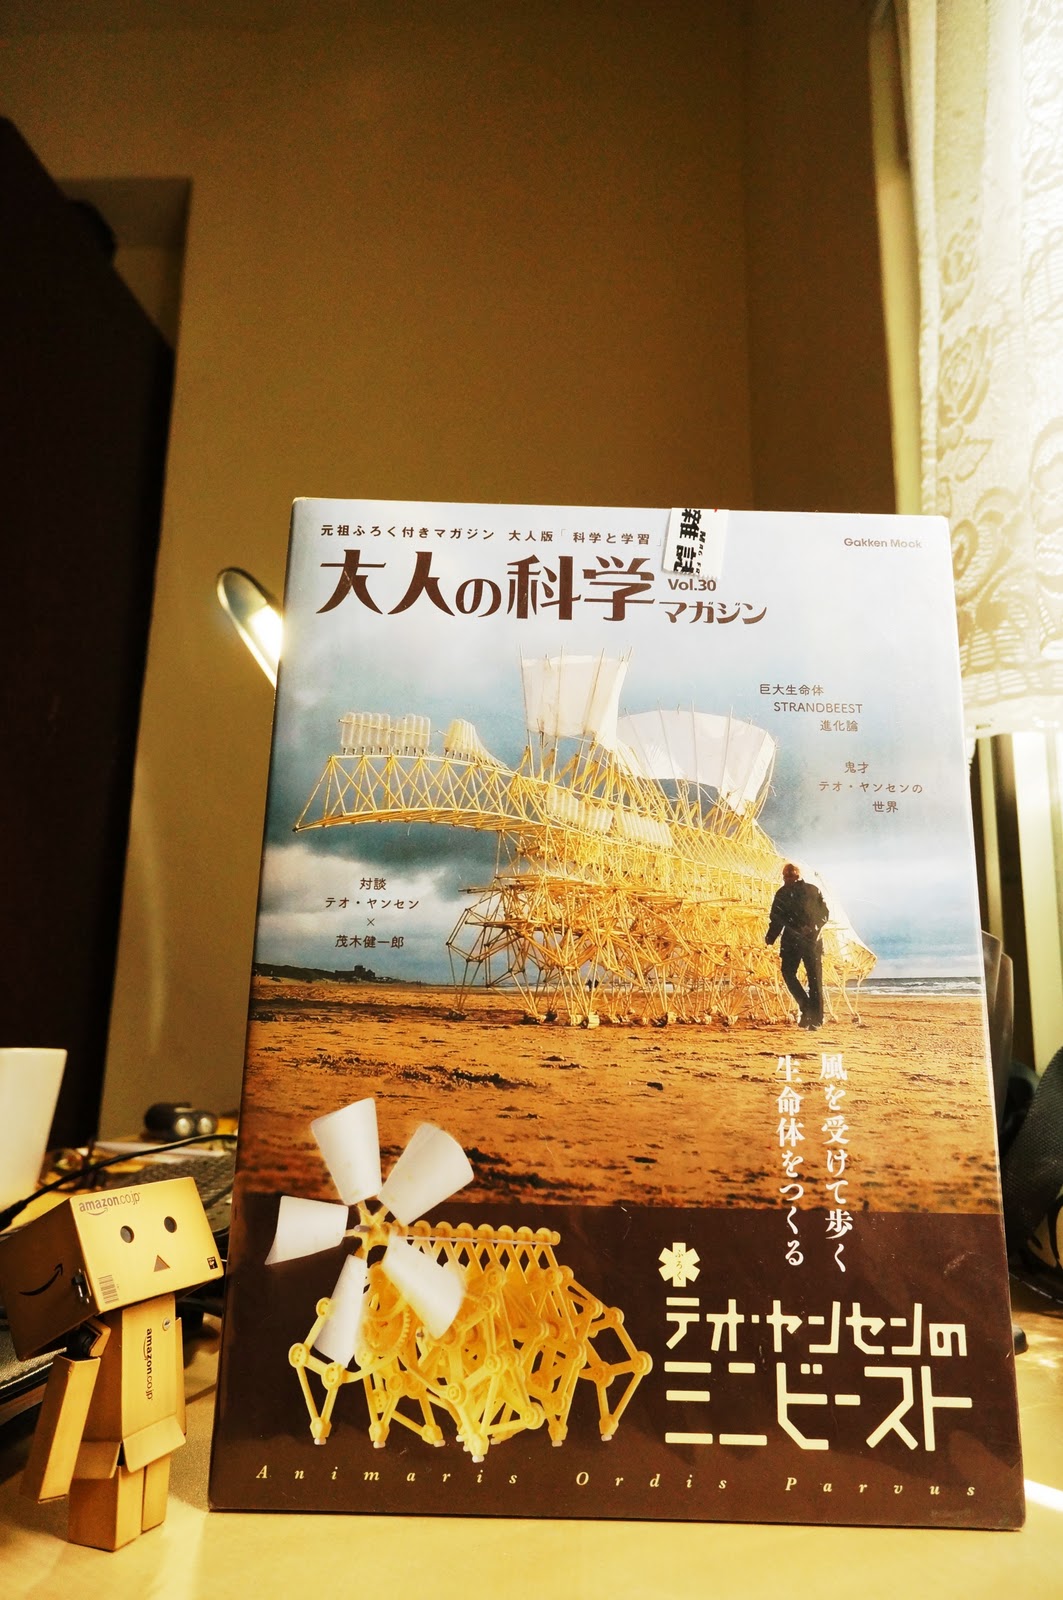 元祖ふろく付きマガジン 大人版「科学と学習」
雑誌
Gakken Mook
大人の科学マガジン
Vol.30
巨大生命体
STRANDBEEST
進化論
鬼才
テオ・ヤンセンの
世界
対談
テオ・ヤンセン
×
茂木健一郎
風を受けて歩く
生命体をつくる
ふろく
テオ・ヤンセンの
ミニビースト
Animaris Ordis Parvus
amazon.co.jp
amazon.co.jp